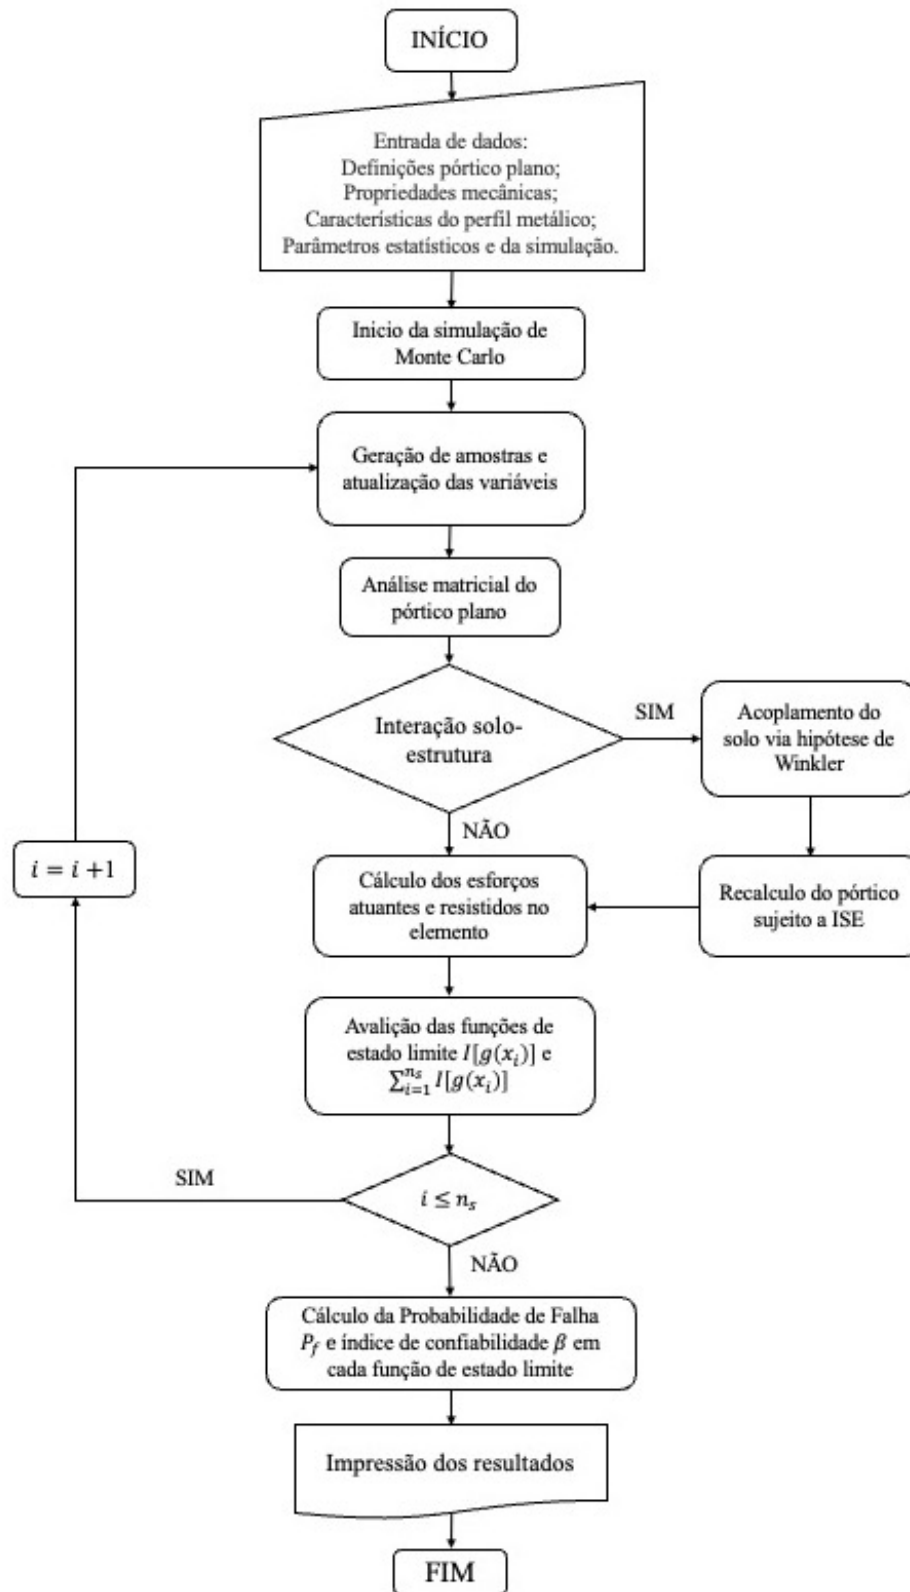 INÍCIO
Entrada de dados:
Definições pórtico plano;
Propriedades mecânicas;
Características do perfil metálico;
Parâmetros estatísticos e da simulação.
Inicio da simulação de
Monte Carlo
Geração de amostras e
atualização das variáveis
Análise matricial do
pórtico plano
Interação solo-
estrutura
SIM
Acoplamento do
solo via hipótese de
Winkler
NÃO
Recalculo do pórtico
sujeito a ISE
Cálculo dos esforços
atuantes e resistidos no
elemento
i = i +1
Avalição das funções de
estado limite I[g(x_i)] e
∑_{i=1}^{n_s} I[g(x_i)]
i ≤ n_s
SIM
NÃO
Cálculo da Probabilidade de Falha
P_f e índice de confiabilidade β em
cada função de estado limite
Impressão dos resultados
FIM